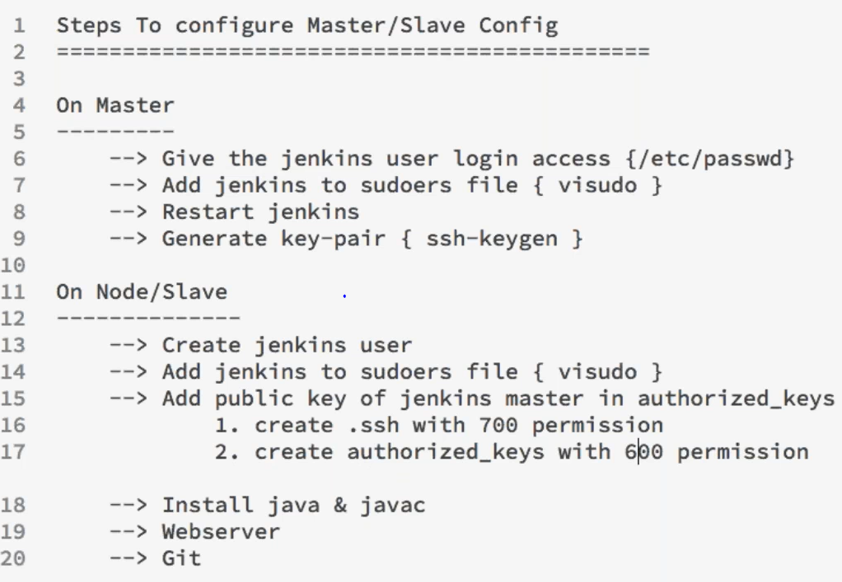 1 Steps To configure Master/Slave Config
2 =============================================
3
4 On Master
5 ---------
6 --> Give the jenkins user login access {/etc/passwd}
7 --> Add jenkins to sudoers file { visudo }
8 --> Restart jenkins
9 --> Generate key-pair { ssh-keygen }
10
11 On Node/Slave
12 --------------
13 --> Create jenkins user
14 --> Add jenkins to sudoers file { visudo }
15 --> Add public key of jenkins master in authorized_keys
16 1. create .ssh with 700 permission
17 2. create authorized_keys with 600 permission
18 --> Install java & javac
19 --> Webserver
20 --> Git